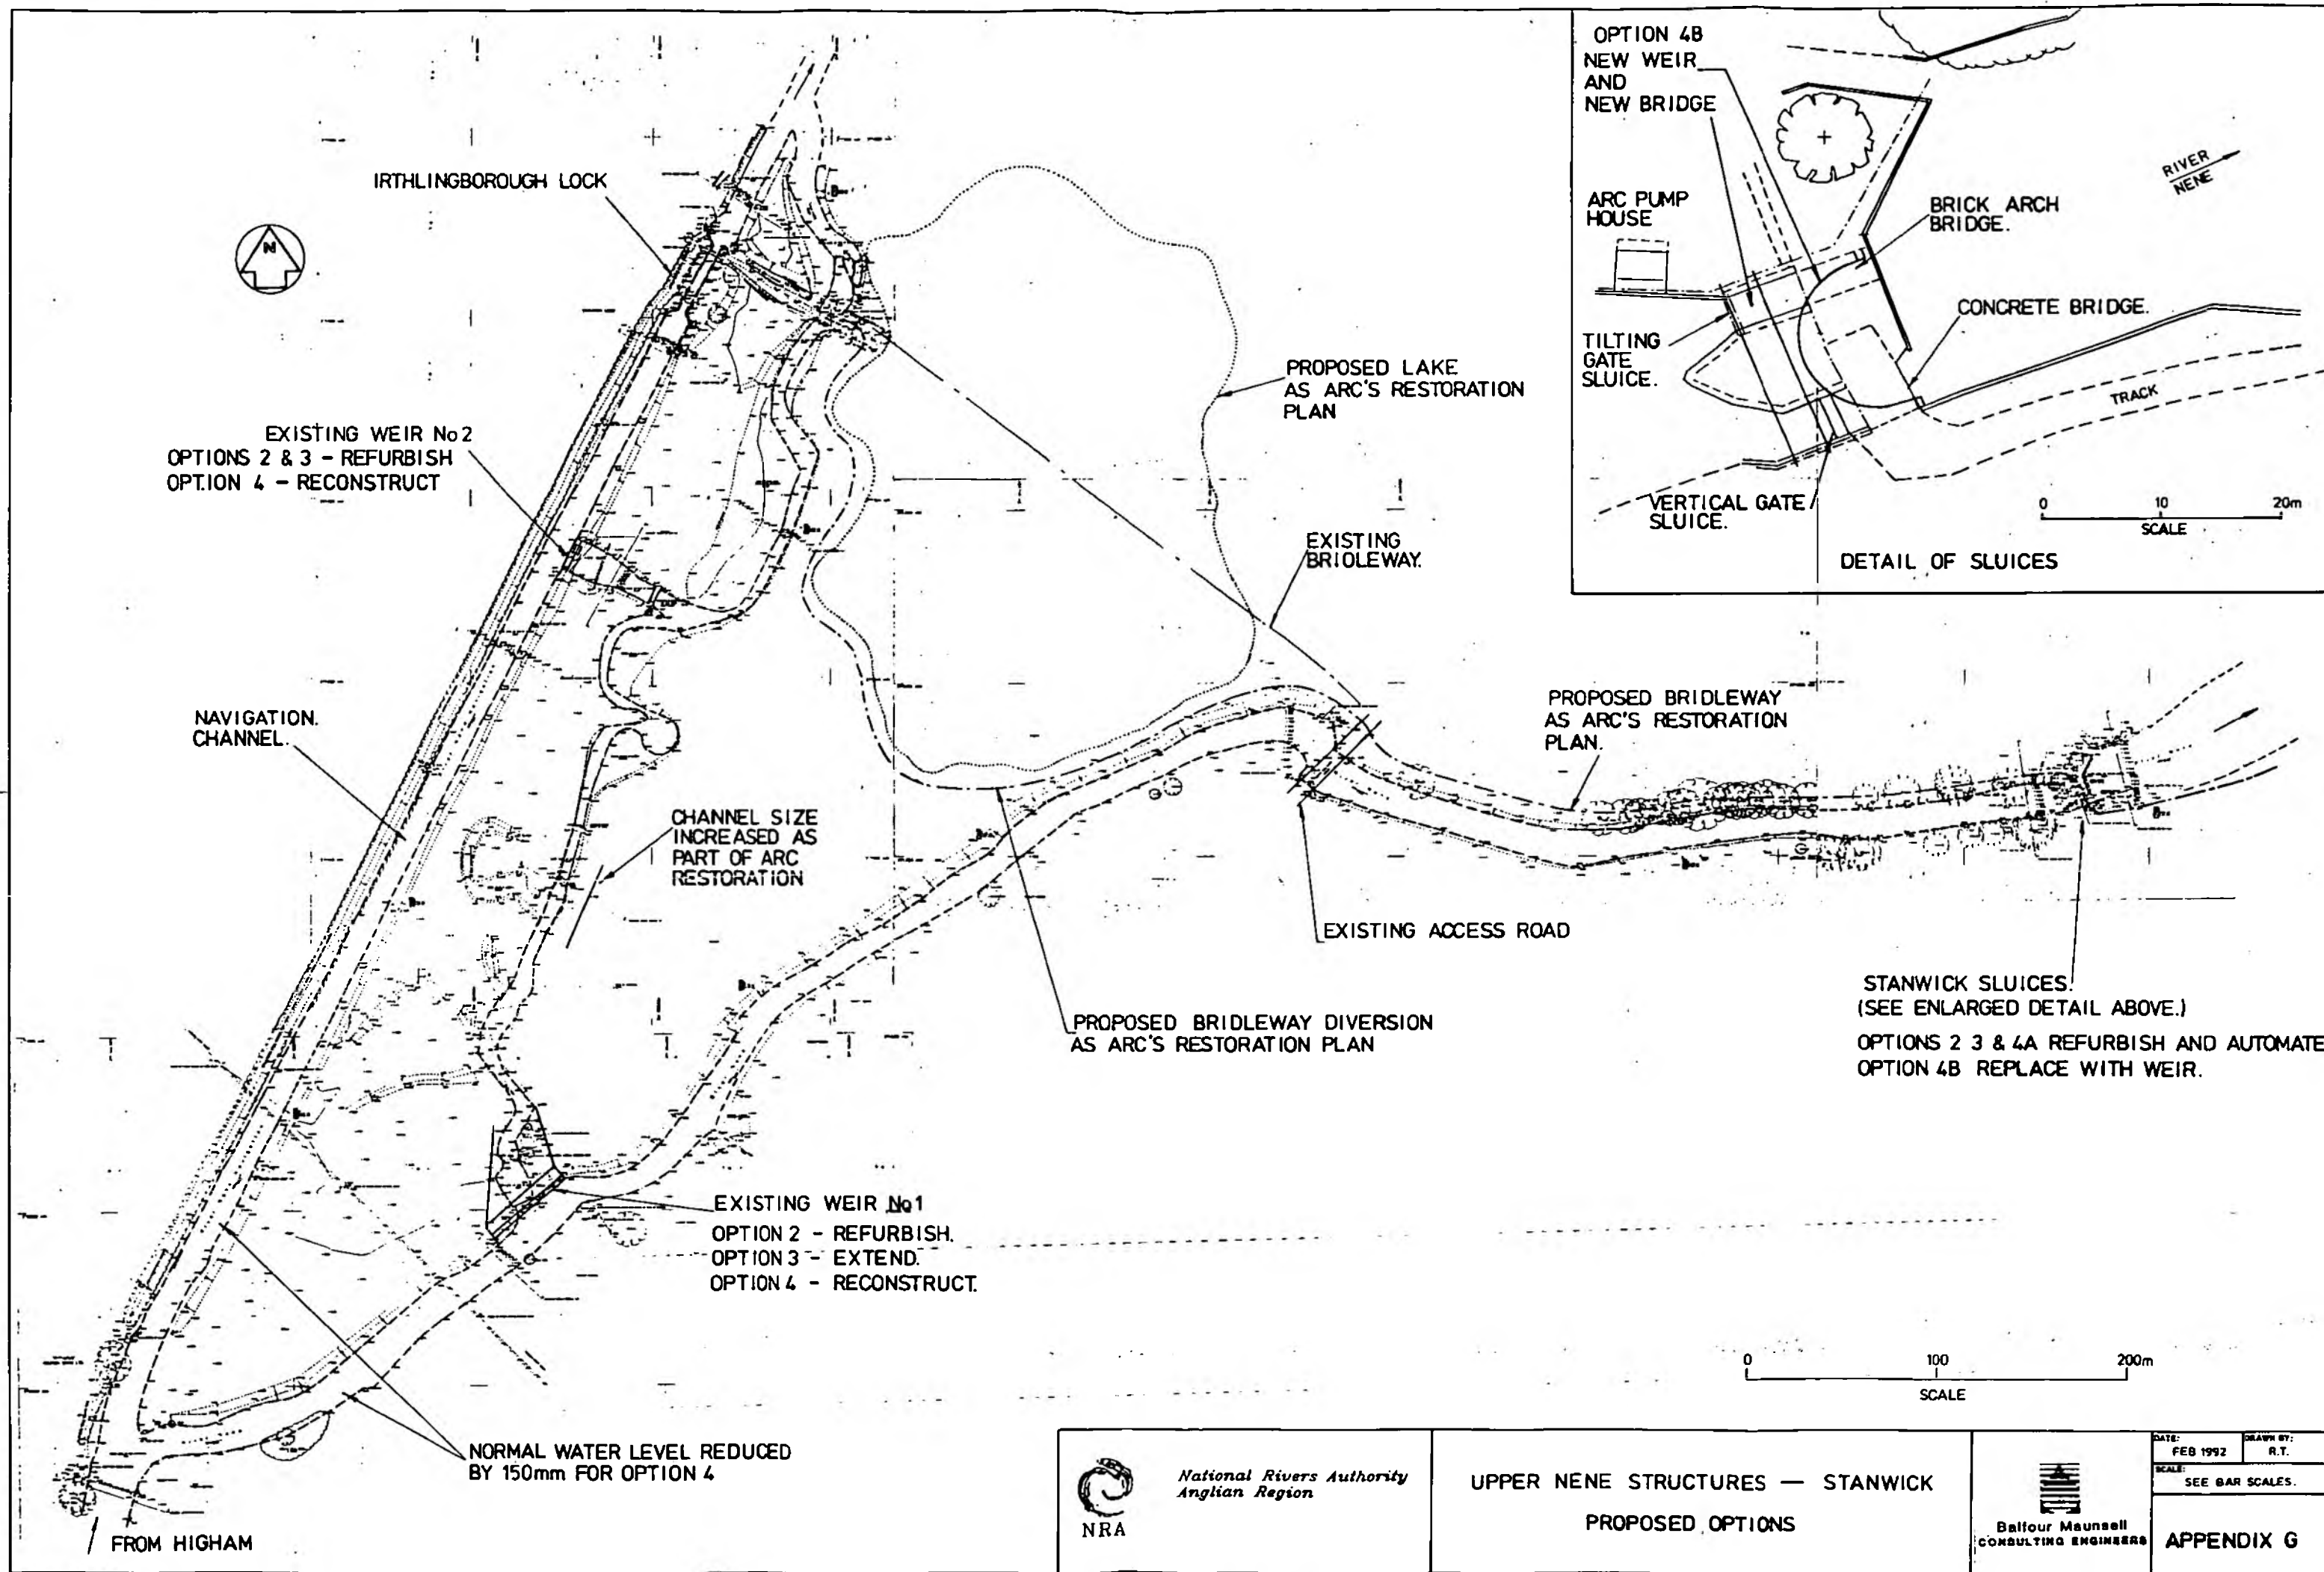 IRTHLINGBOROUGH LOCK
N
EXISTING WEIR No2
OPTIONS 2 & 3 - REFURBISH
OPTION 4 - RECONSTRUCT
NAVIGATION.
CHANNEL.
CHANNEL SIZE
INCREASED AS
PART OF ARC
RESTORATION
PROPOSED LAKE
AS ARC'S RESTORATION
PLAN
EXISTING
BRIDLEWAY.
PROPOSED BRIDLEWAY
AS ARC'S RESTORATION
PLAN.
EXISTING ACCESS ROAD
PROPOSED BRIDLEWAY DIVERSION
AS ARC'S RESTORATION PLAN
STANWICK SLUICES.
(SEE ENLARGED DETAIL ABOVE.)
OPTIONS 2 3 & 4A REFURBISH AND AUTOMATE
OPTION 4B REPLACE WITH WEIR.
EXISTING WEIR No1
OPTION 2 - REFURBISH.
OPTION 3 - EXTEND.
OPTION 4 - RECONSTRUCT.
NORMAL WATER LEVEL REDUCED
BY 150mm FOR OPTION 4
FROM HIGHAM
OPTION 4B
NEW WEIR
AND
NEW BRIDGE
ARC PUMP
HOUSE
RIVER
NENE
BRICK ARCH
BRIDGE.
CONCRETE BRIDGE.
TILTING
GATE
SLUICE.
TRACK
VERTICAL GATE
SLUICE.
0 10 20m
SCALE
DETAIL OF SLUICES
0 100 200m
SCALE
NRA
National Rivers Authority
Anglian Region
UPPER NENE STRUCTURES — STANWICK
PROPOSED OPTIONS
Balfour Maunsell
CONSULTING ENGINEERS
DATE:
FEB 1992
DRAWN BY:
R.T.
SCALE:
SEE BAR SCALES.
APPENDIX G